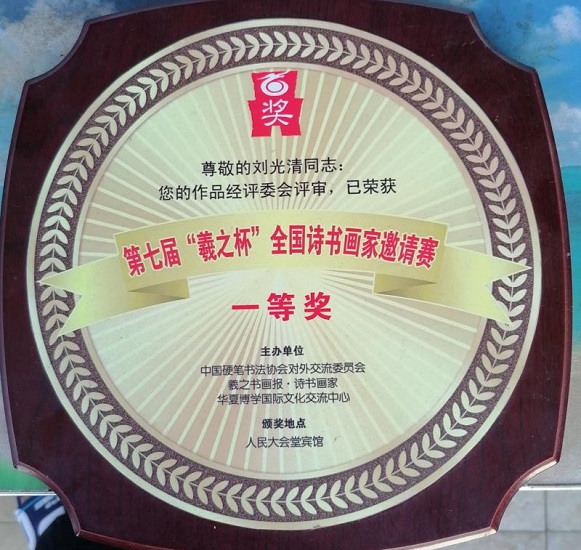 奖
尊敬的刘光清同志：
您的作品经评委会评审，已荣获
第七届“羲之杯”全国诗书画家邀请赛
一等奖
主办单位
中国硬笔书法协会对外交流委员会
羲之书画报·诗书画家
华夏博学国际文化交流中心
颁奖地点
人民大会堂宾馆